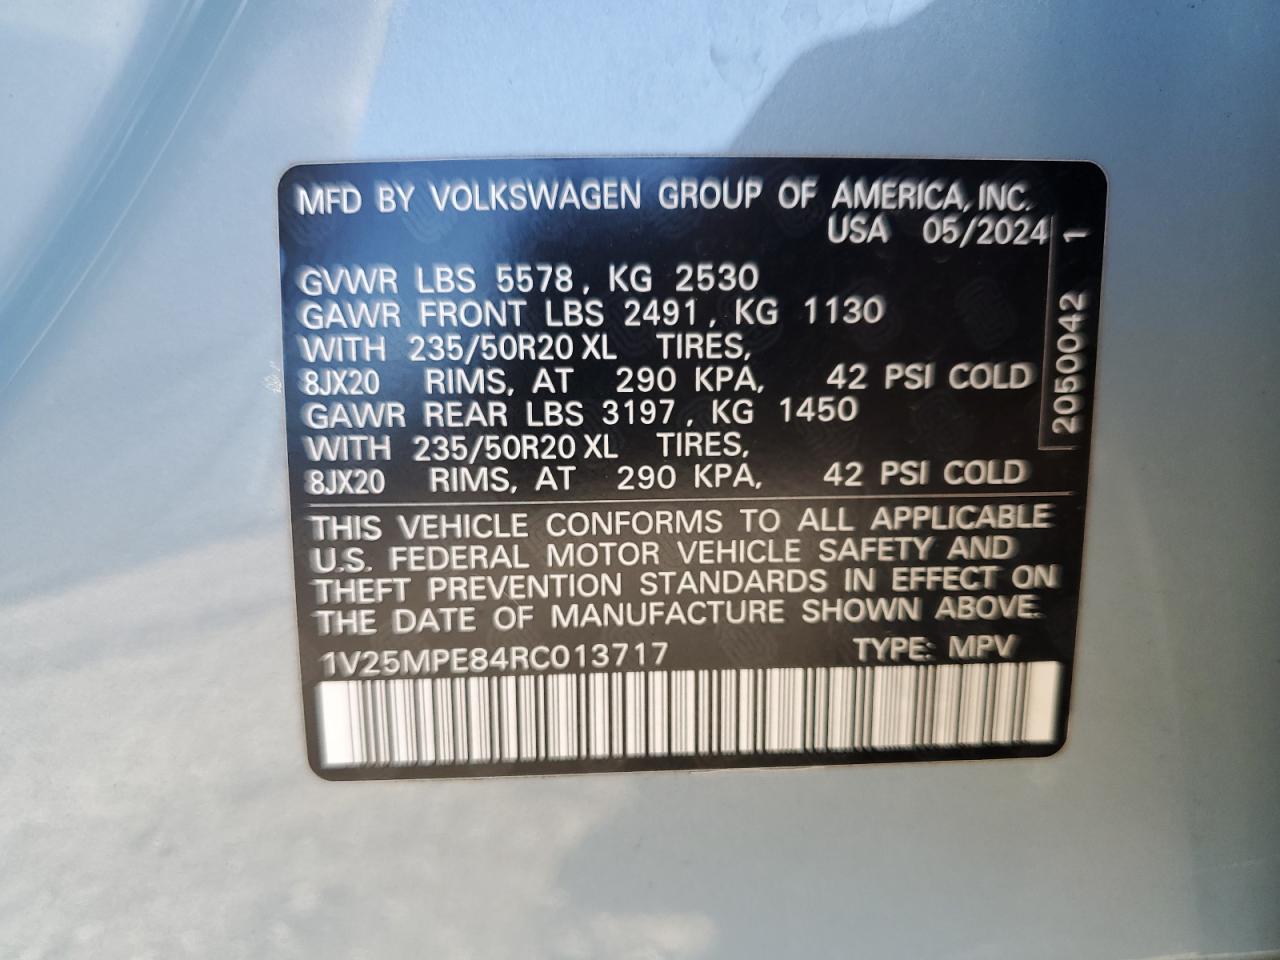 MFD BY VOLKSWAGEN GROUP OF AMERICA, INC.
USA 05/2024
GVWR LBS 5578, KG 2530
GAWR FRONT LBS 2491, KG 1130
WITH 235/50R20 XL TIRES,
8JX20 RIMS, AT 290 KPA, 42 PSI COLD
GAWR REAR LBS 3197, KG 1450
WITH 235/50R20 XL TIRES,
8JX20 RIMS, AT 290 KPA, 42 PSI COLD
2050042 1
THIS VEHICLE CONFORMS TO ALL APPLICABLE
U.S. FEDERAL MOTOR VEHICLE SAFETY AND
THEFT PREVENTION STANDARDS IN EFFECT ON
THE DATE OF MANUFACTURE SHOWN ABOVE.
1V25MPE84RC013717 TYPE: MPV